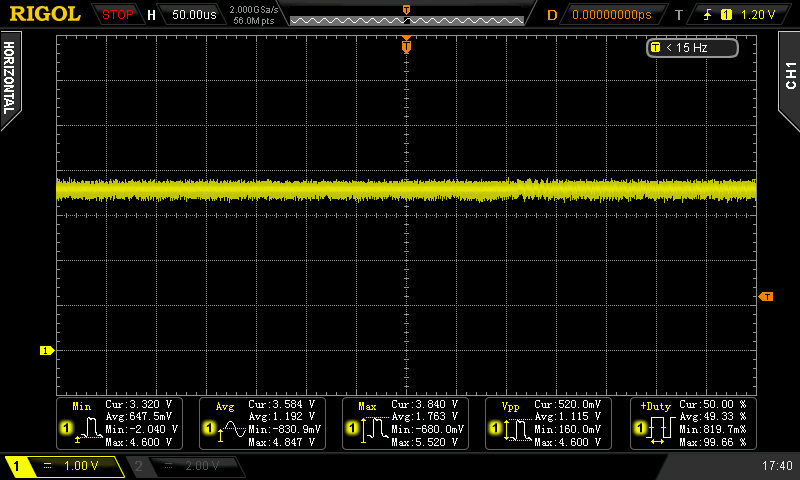 RIGOL STOP H 50.00us 2.000GSa/s 56.0M pts T D 0.00000000ps T 1 1.20 V
HORIZONTAL
T
T < 15 Hz
CH1
T
1
Min Cur:3.320 V
Avg:647.5mV
1 Min:-2.040 V
Max:4.600 V
Avg Cur:3.584 V
Avg:1.192 V
1 Min:-830.9mV
Max:4.847 V
Max Cur:3.840 V
Avg:1.763 V
1 Min:-680.0mV
Max:5.520 V
Vpp Cur:520.0mV
Avg:1.115 V
1 Min:160.0mV
Max:4.600 V
+Duty Cur:50.00 %
Avg:49.33 %
1 Min:819.7m%
Max:99.66 %
1 1.00 V 2 2.00 V 17:40